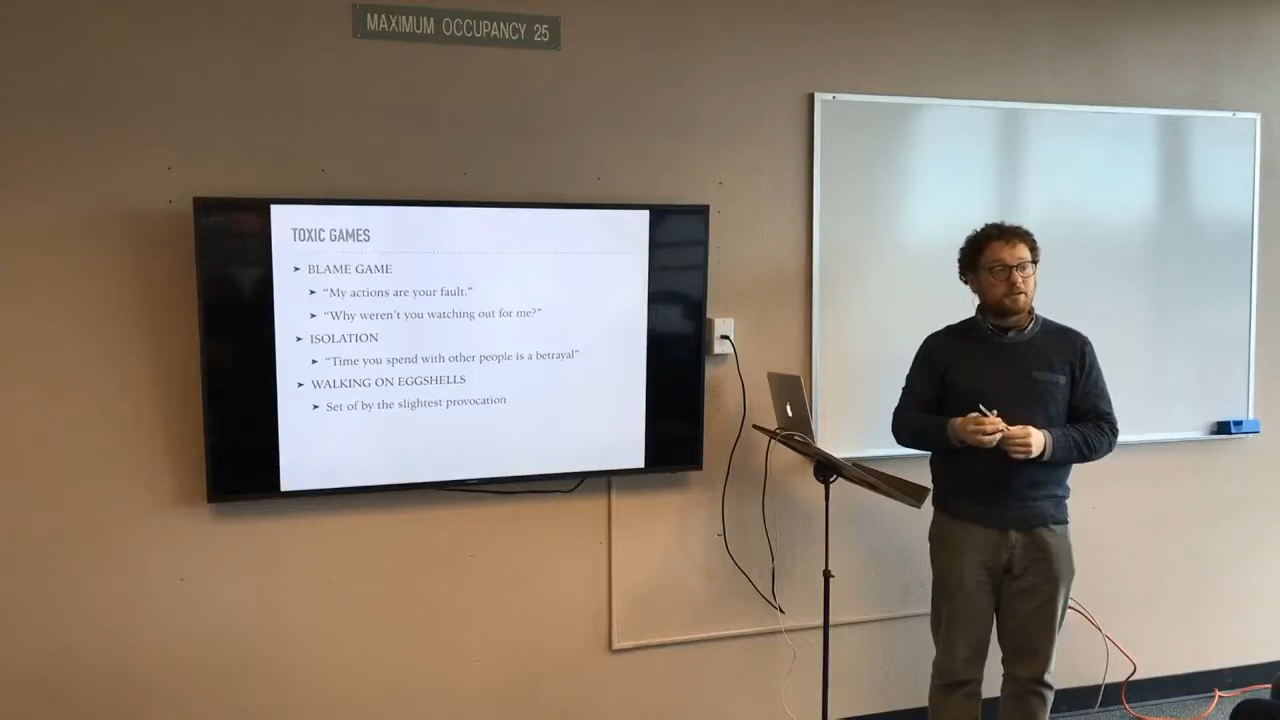 MAXIMUM OCCUPANCY 25
TOXIC GAMES
➤ BLAME GAME
➤ “My actions are your fault.”
➤ “Why weren’t you watching out for me?”
➤ ISOLATION
➤ “Time you spend with other people is a betrayal”
➤ WALKING ON EGGSHELLS
➤ Set of by the slightest provocation